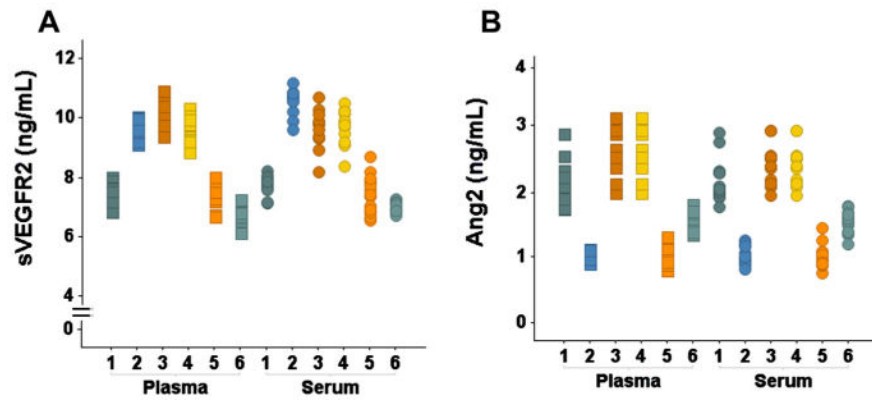 A
sVEGFR2 (ng/mL)
12
10
8
6
4
0
1 2 3 4 5 6 1 2 3 4 5 6
Plasma Serum
B
Ang2 (ng/mL)
4
3
2
1
0
1 2 3 4 5 6 1 2 3 4 5 6
Plasma Serum